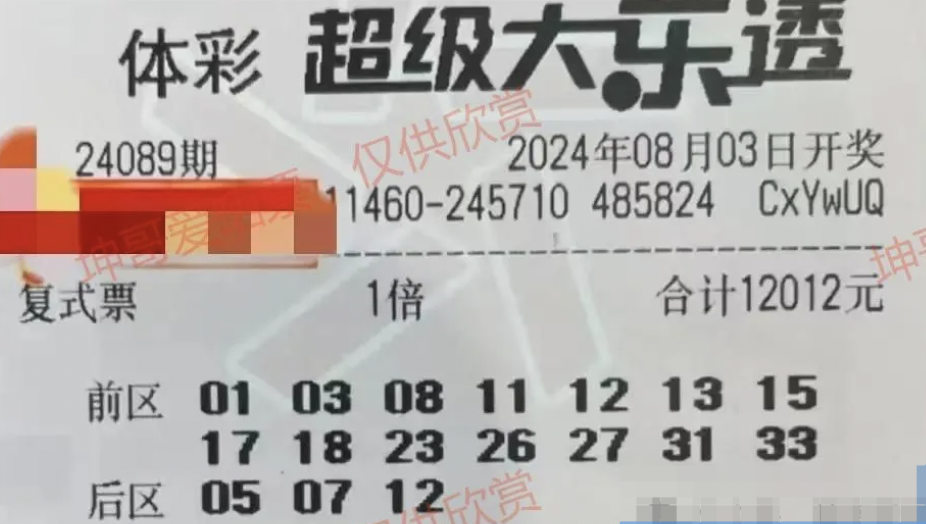 体彩 超级大乐透
24089期 2024年08月03日开奖
11460-245710 485824 CxYwUQ
复式票 1倍 合计12012元
前区 01 03 08 11 12 13 15
17 18 23 26 27 31 33
后区 05 07 12
仅供欣赏
坤哥爱
仅供欣赏
坤哥